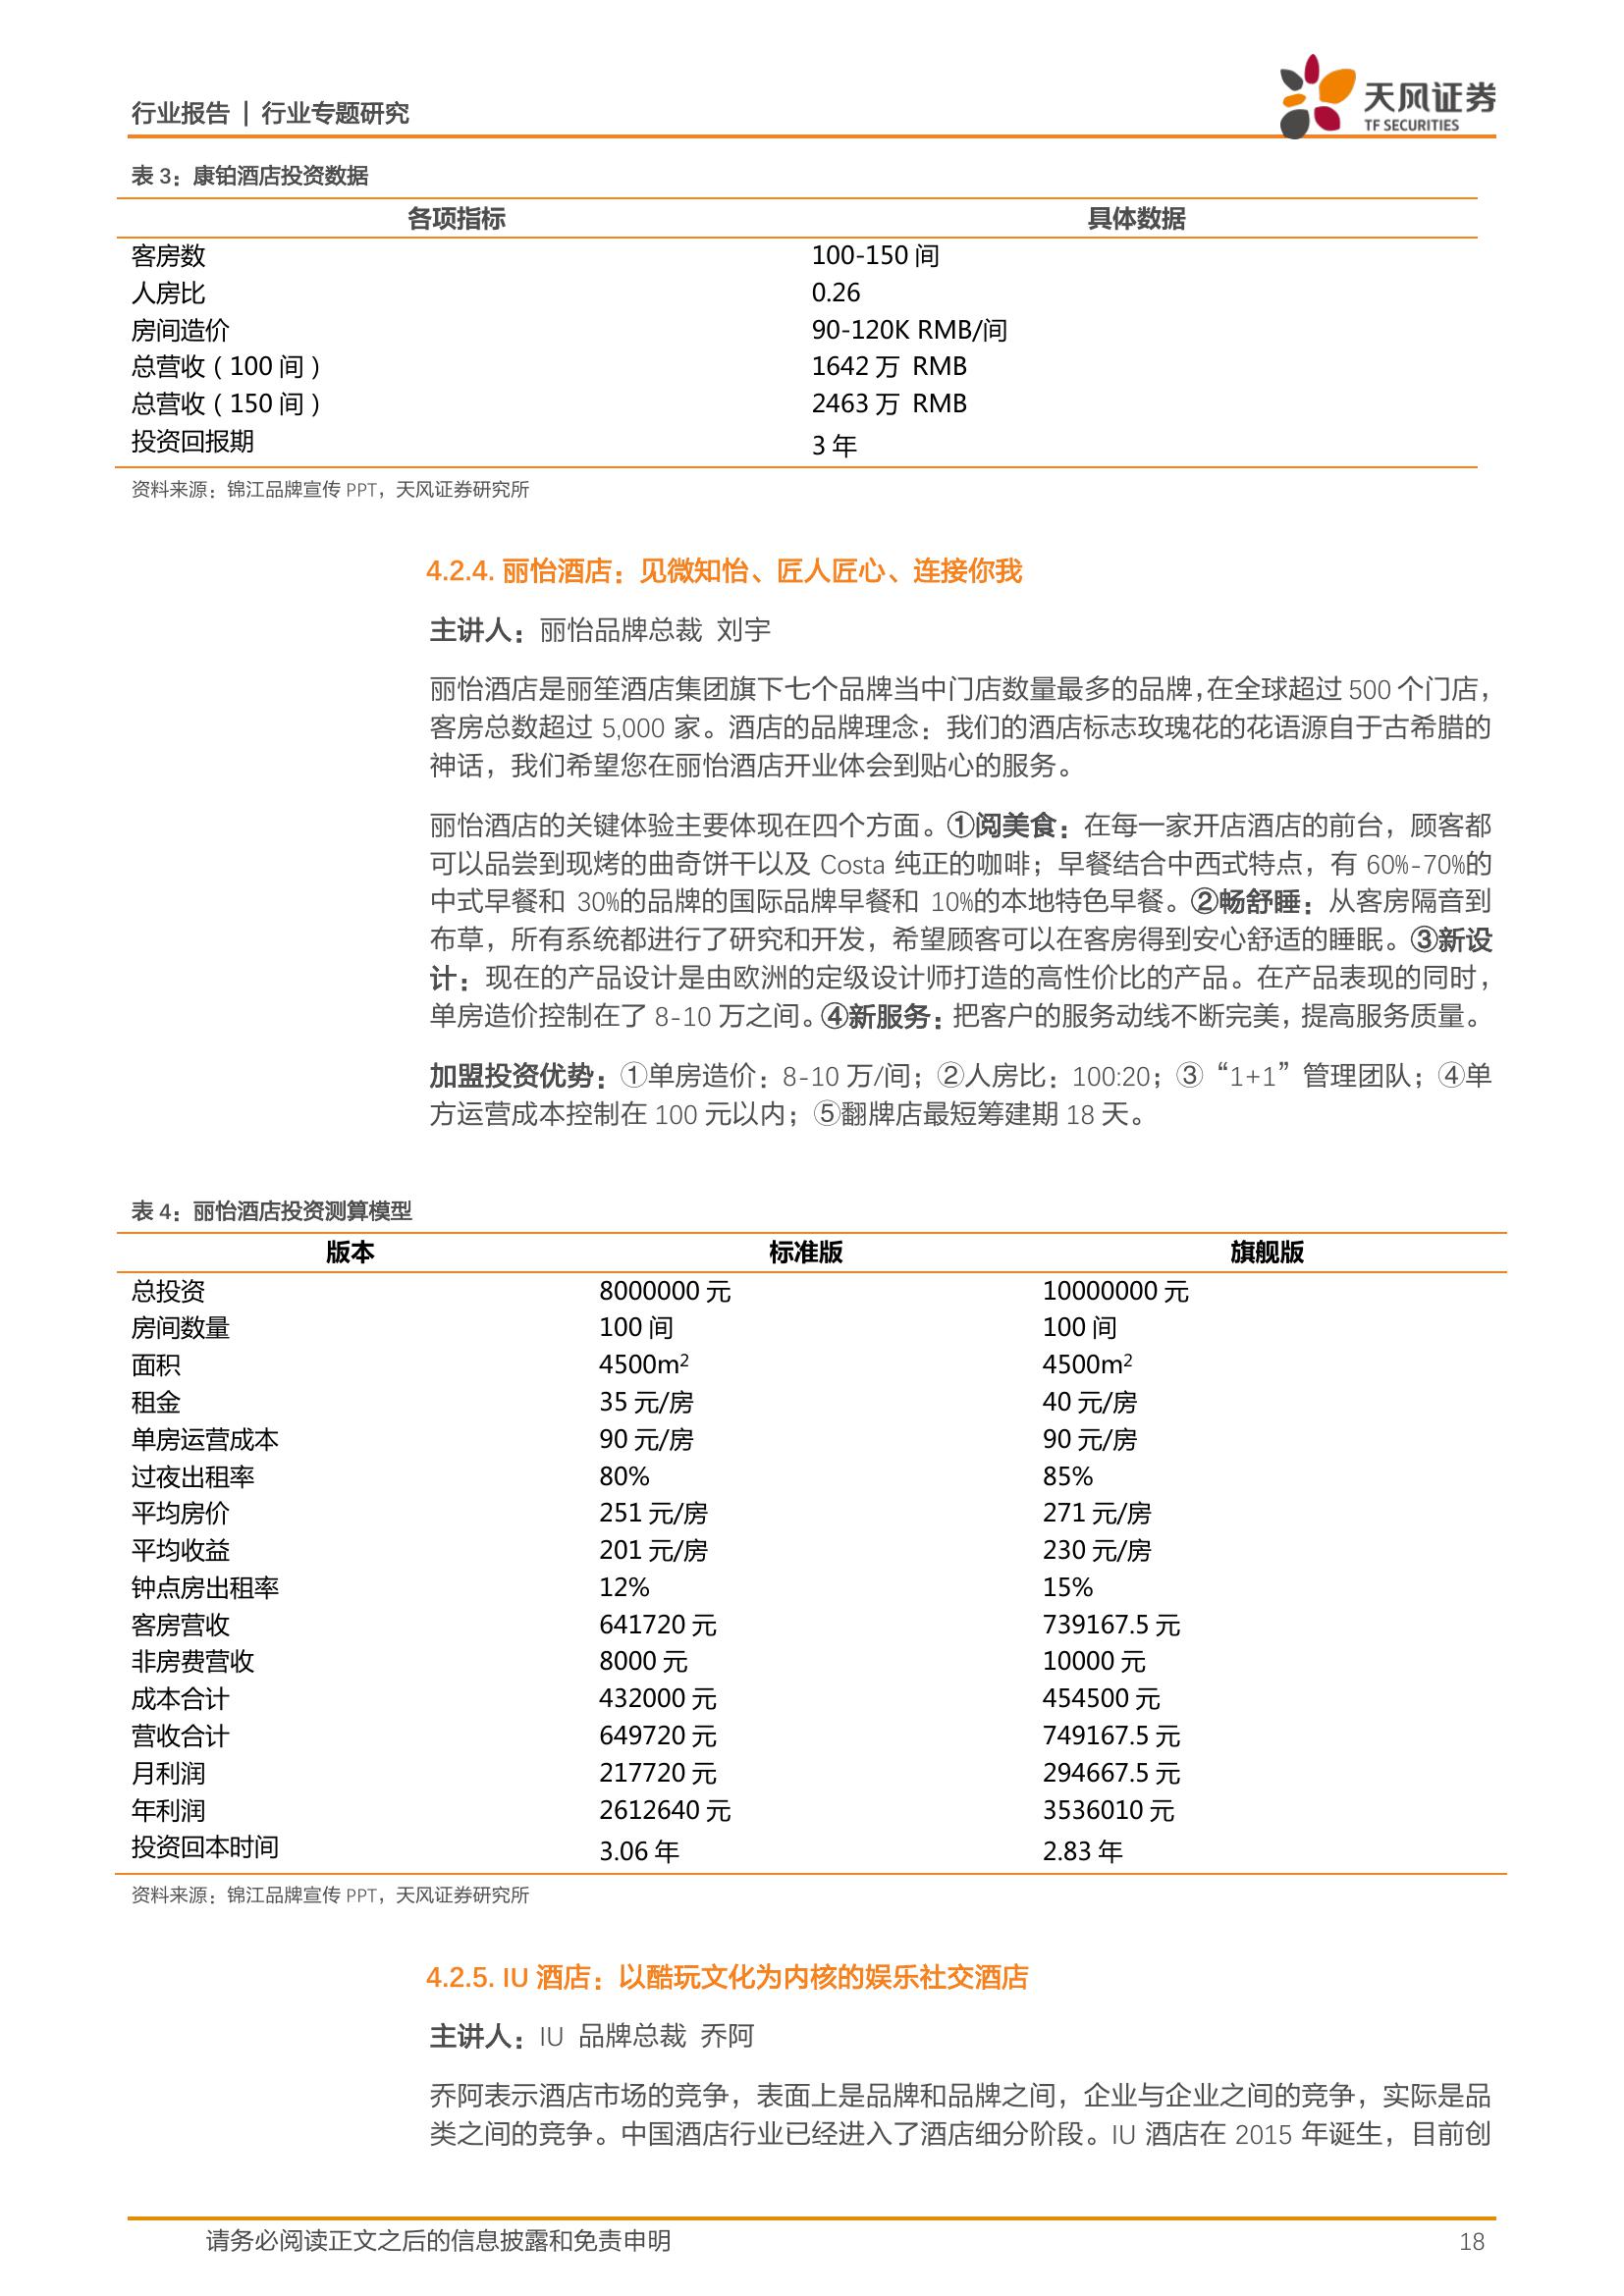 行业报告 | 行业专题研究
天风证券
TF SECURITIES
表 3：康铂酒店投资数据
各项指标 具体数据
客房数 100-150 间
人房比 0.26
房间造价 90-120K RMB/间
总营收（100 间） 1642 万 RMB
总营收（150 间） 2463 万 RMB
投资回报期 3 年
资料来源：锦江品牌宣传 PPT，天风证券研究所
4.2.4. 丽怡酒店：见微知怡、匠人匠心、连接你我
主讲人：丽怡品牌总裁 刘宇
丽怡酒店是丽笙酒店集团旗下七个品牌当中门店数量最多的品牌，在全球超过 500 个门店，
客房总数超过 5,000 家。酒店的品牌理念：我们的酒店标志玫瑰花的花语源自于古希腊的
神话，我们希望您在丽怡酒店开业体会到贴心的服务。
丽怡酒店的关键体验主要体现在四个方面。①阅美食：在每一家开店酒店的前台，顾客都
可以品尝到现烤的曲奇饼干以及 Costa 纯正的咖啡；早餐结合中西式特点，有 60%-70%的
中式早餐和 30%的品牌的国际品牌早餐和 10%的本地特色早餐。②畅舒睡：从客房隔音到
布草，所有系统都进行了研究和开发，希望顾客可以在客房得到安心舒适的睡眠。③新设
计：现在的产品设计是由欧洲的定级设计师打造的高性价比的产品。在产品表现的同时，
单房造价控制在了 8-10 万之间。④新服务：把客户的服务动线不断完美，提高服务质量。
加盟投资优势：①单房造价：8-10 万/间；②人房比：100:20；③“1+1”管理团队；④单
方运营成本控制在 100 元以内；⑤翻牌店最短筹建期 18 天。
表 4：丽怡酒店投资测算模型
版本 标准版 旗舰版
总投资 8000000 元 10000000 元
房间数量 100 间 100 间
面积 4500m² 4500m²
租金 35 元/房 40 元/房
单房运营成本 90 元/房 90 元/房
过夜出租率 80% 85%
平均房价 251 元/房 271 元/房
平均收益 201 元/房 230 元/房
钟点房出租率 12% 15%
客房营收 641720 元 739167.5 元
非房费营收 8000 元 10000 元
成本合计 432000 元 454500 元
营收合计 649720 元 749167.5 元
月利润 217720 元 294667.5 元
年利润 2612640 元 3536010 元
投资回本时间 3.06 年 2.83 年
资料来源：锦江品牌宣传 PPT，天风证券研究所
4.2.5. IU 酒店：以酷玩文化为内核的娱乐社交酒店
主讲人：IU 品牌总裁 乔阿
乔阿表示酒店市场的竞争，表面上是品牌和品牌之间，企业与企业之间的竞争，实际是品
类之间的竞争。中国酒店行业已经进入了酒店细分阶段。IU 酒店在 2015 年诞生，目前创
请务必阅读正文之后的信息披露和免责申明 18